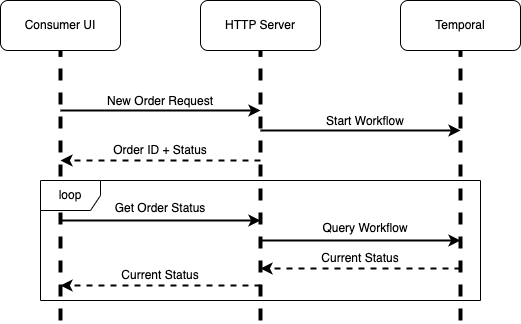 Consumer UI
HTTP Server
Temporal
New Order Request
Start Workflow
Order ID + Status
loop
Get Order Status
Query Workflow
Current Status
Current Status